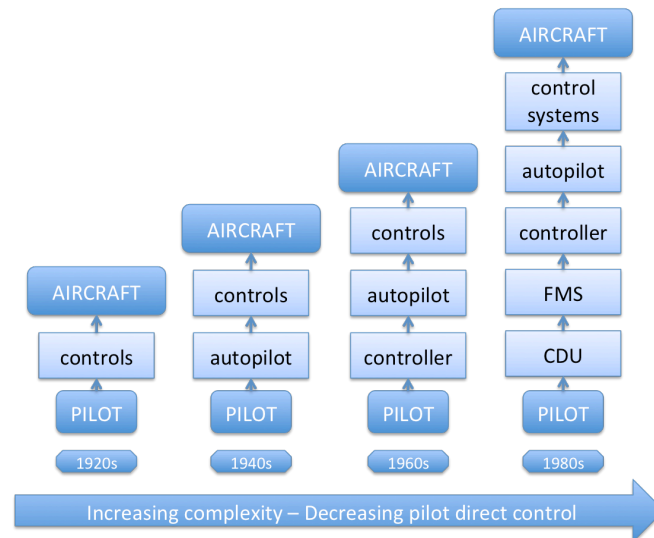 AIRCRAFT
controls
PILOT
1920s
AIRCRAFT
controls
autopilot
PILOT
1940s
AIRCRAFT
controls
autopilot
controller
PILOT
1960s
AIRCRAFT
control
systems
autopilot
controller
FMS
CDU
PILOT
1980s
Increasing complexity – Decreasing pilot direct control